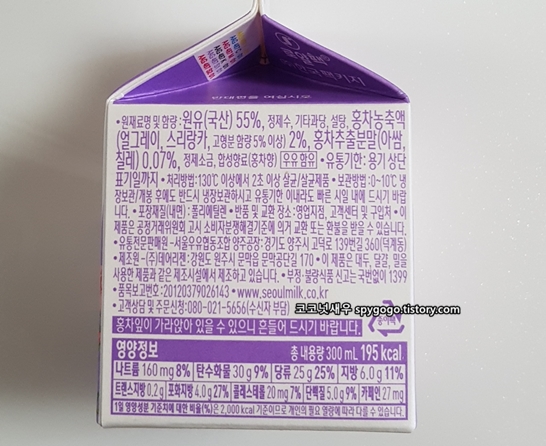 • 원재료명 및 함량 : 원유(국산) 55%, 정제수, 기타과당, 설탕, 홍차농축액
(얼그레이, 스리랑카, 고형분 함량 5% 이상) 2%, 홍차추출분말(아쌈,
칠레) 0.07%, 정제소금, 합성향료(홍차향) 우유 함유 • 유통기한: 용기 상단
표기일까지 • 처리방법:130℃ 이상에서 2초 이상 살균/살균제품 • 보관방법 : 0~10℃ 냉
장보관/개봉 후에도 반드시 냉장보관하시고 유통기한 이내라도 빠른 시일 내에 드시기 바랍
니다. • 포장재질(내면) : 폴리에틸렌 • 반품 및 교환 장소 : 영업지점, 고객센터 및 구입처 • 이
제품은 공정거래위원회 고시 소비자분쟁해결기준에 의거 교환 또는 환불을 받을 수 있습니다.
• 유통전문판매원 -서울우유협동조합 양주공장: 경기도 양주시 고덕로 139번길 360(덕계동)
• 제조원 - (주)데어리젠: 강원도 원주시 문막읍 문막공단길 170 • 이 제품은 대두, 달걀, 밀을
사용한 제품과 같은 제조시설에서 제조하고 있습니다. • 부정·불량식품 신고는 국번없이 1399
• 품목보고번호 : 20120379026143 • www.seoulmilk.co.kr
• 고객상담 및 주문신청-080-021-5656(수신자 부담)
코코넛새우 spygogo.tistory.com
홍차잎이 가라앉아 있을 수 있으니 흔들어 드시기 바랍니다.
영양정보 총 내용량 300 mL 195 kcal
나트륨 160 mg 8% 탄수화물 30 g 9% 당류 25 g 25% 지방 6.0 g 11%
트랜스지방 0.2 g 포화지방 4.0 g 27% 콜레스테롤 20 mg 7% 단백질 5.0 g 9% 카페인 27 mg
1일 영양성분 기준치에 대한 비율(%)은 2,000 kcal 기준이므로 개인의 필요 열량에 따라 다를 수 있습니다.